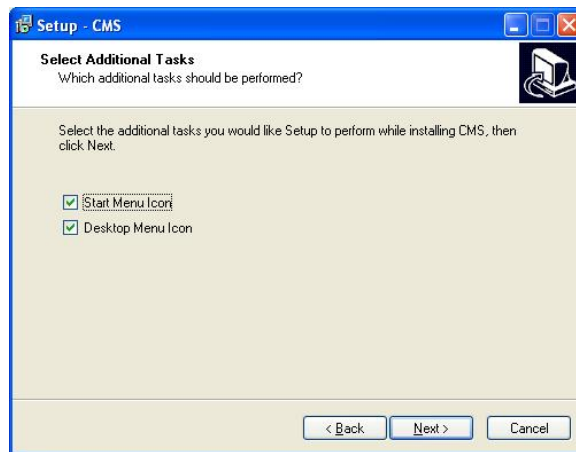 Setup - CMS
Select Additional Tasks
Which additional tasks should be performed?
Select the additional tasks you would like Setup to perform while installing CMS, then
click Next.
Start Menu Icon
Desktop Menu Icon
< Back
Next >
Cancel